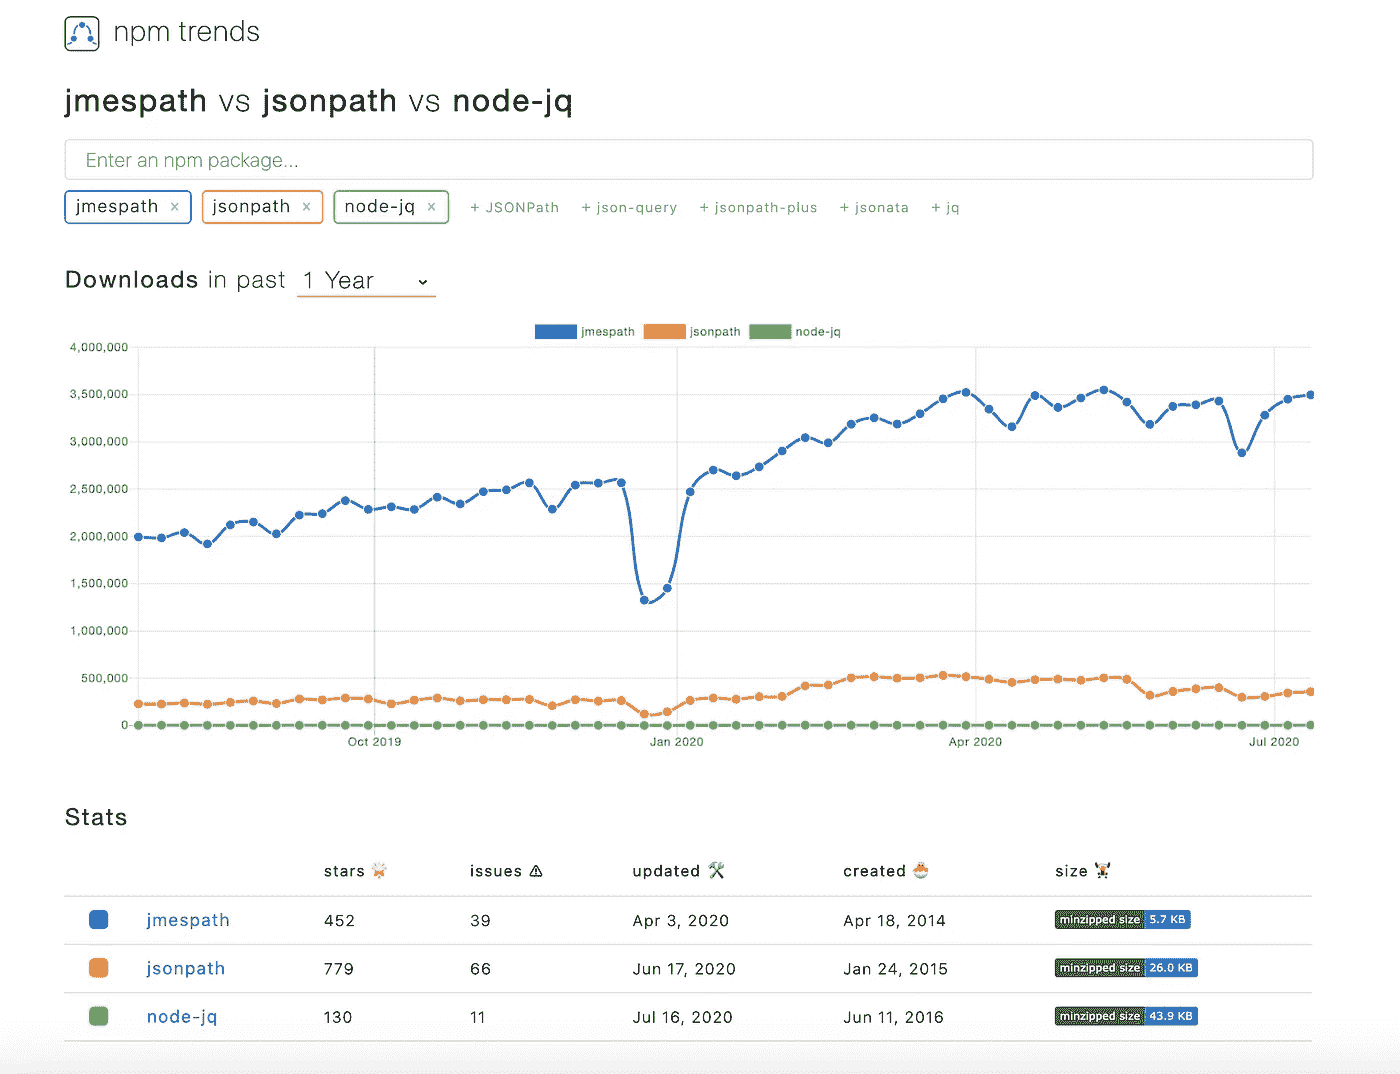 npm trends
jmespath vs jsonpath vs node-jq
Enter an npm package...
jmespath × jsonpath × node-jq × + JSONPath + json-query + jsonpath-plus + jsonata + jq
Downloads in past 1 Year
jmespath jsonpath node-jq
4,000,000
3,500,000
3,000,000
2,500,000
2,000,000
1,500,000
1,000,000
500,000
0
Oct 2019 Jan 2020 Apr 2020 Jul 2020
Stats
stars issues updated created size
jmespath 452 39 Apr 3, 2020 Apr 18, 2014 minzipped size 5.7 KB
jsonpath 779 66 Jun 17, 2020 Jan 24, 2015 minzipped size 26.0 KB
node-jq 130 11 Jul 16, 2020 Jun 11, 2016 minzipped size 43.9 KB